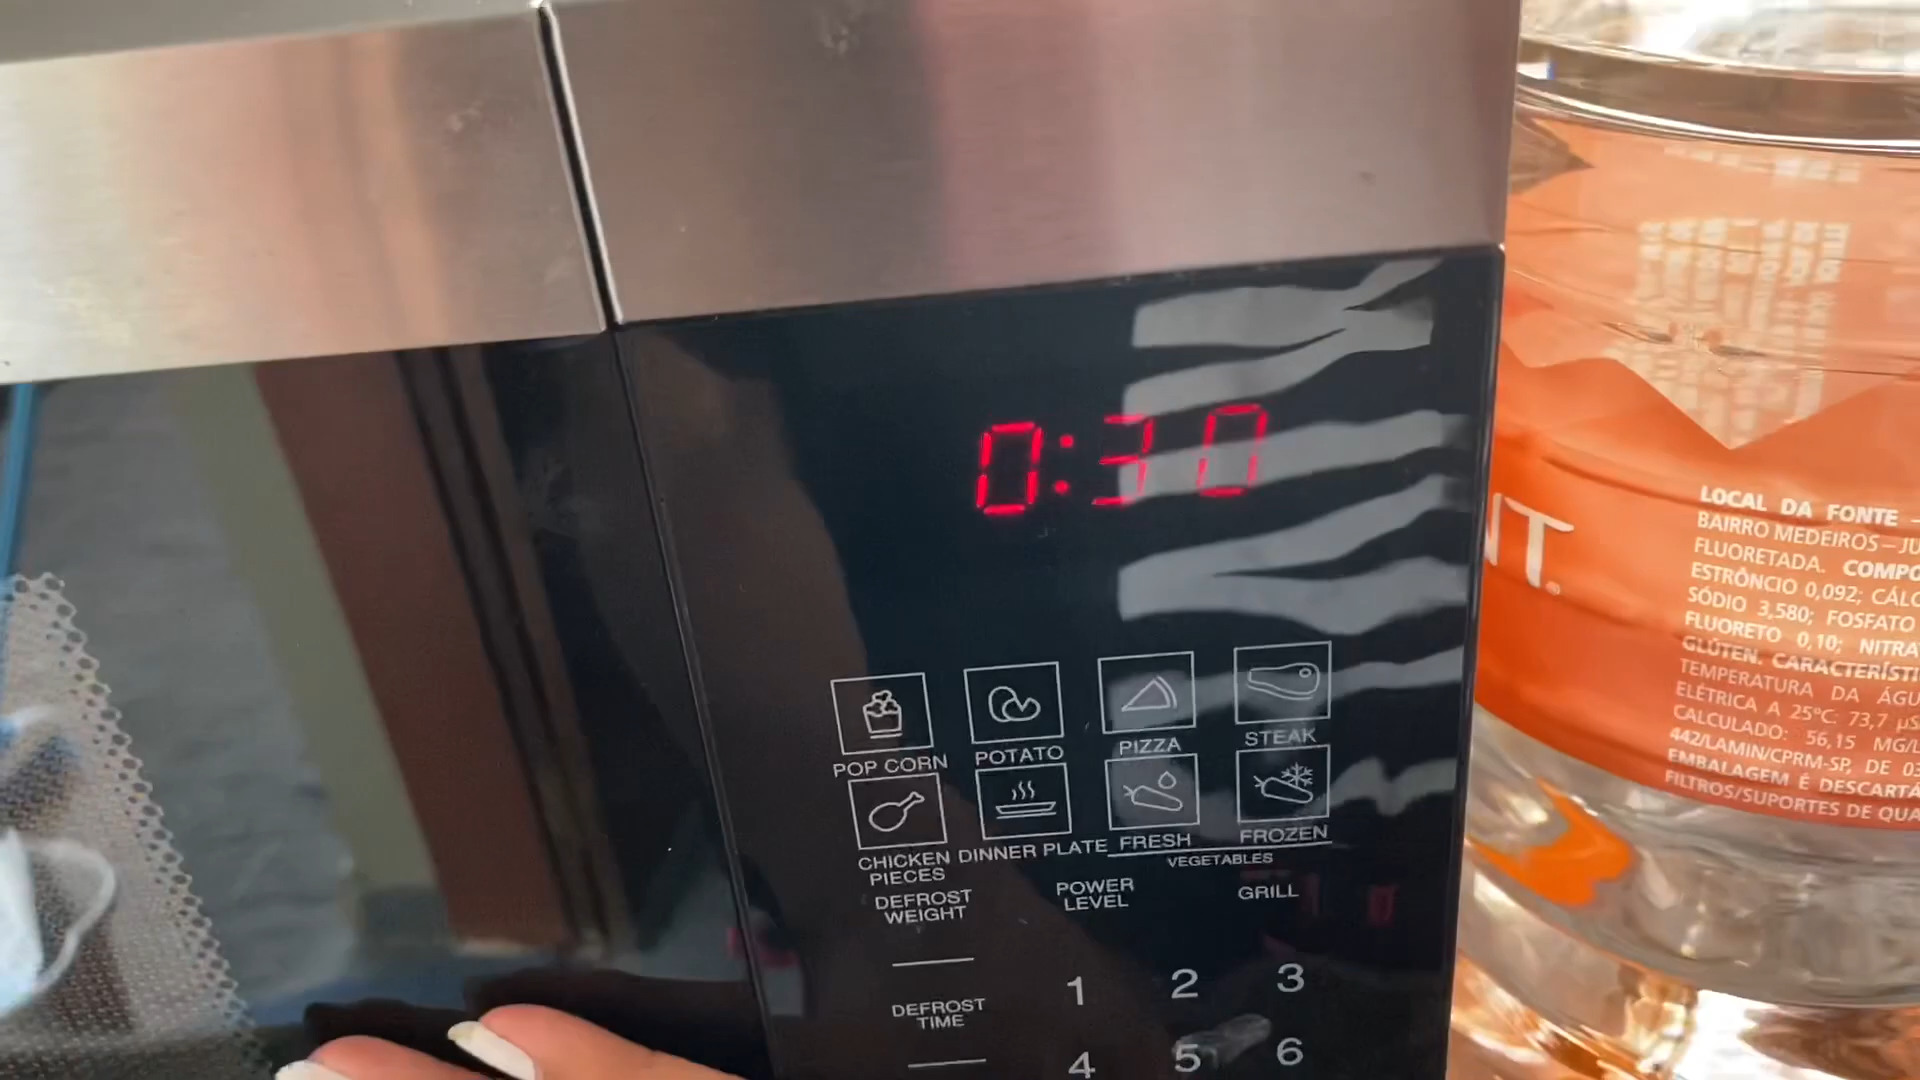 0:30
POP CORN
POTATO
PIZZA
STEAK
CHICKEN
PIECES
DINNER PLATE
FRESH
FROZEN
VEGETABLES
DEFROST
WEIGHT
POWER
LEVEL
GRILL
1 2 3
DEFROST
TIME
4 5 6
NT®
LOCAL DA FONTE –
BAIRRO MEDEIROS – JU
FLUORETADA. COMPO
ESTRÔNCIO 0,092; CÁLC
SÓDIO 3,580; FOSFATO
FLUORETO 0,10; NITRA
GLÚTEN. CARACTERÍSTI
TEMPERATURA DA ÁGU
ELÉTRICA A 25°C 73,7 µS
CALCULADO: 56,15 MG/L
442/LAMIN/CPRM-SP, DE 03
EMBALAGEM É DESCARTÁ
FILTROS/SUPORTES DE QUA